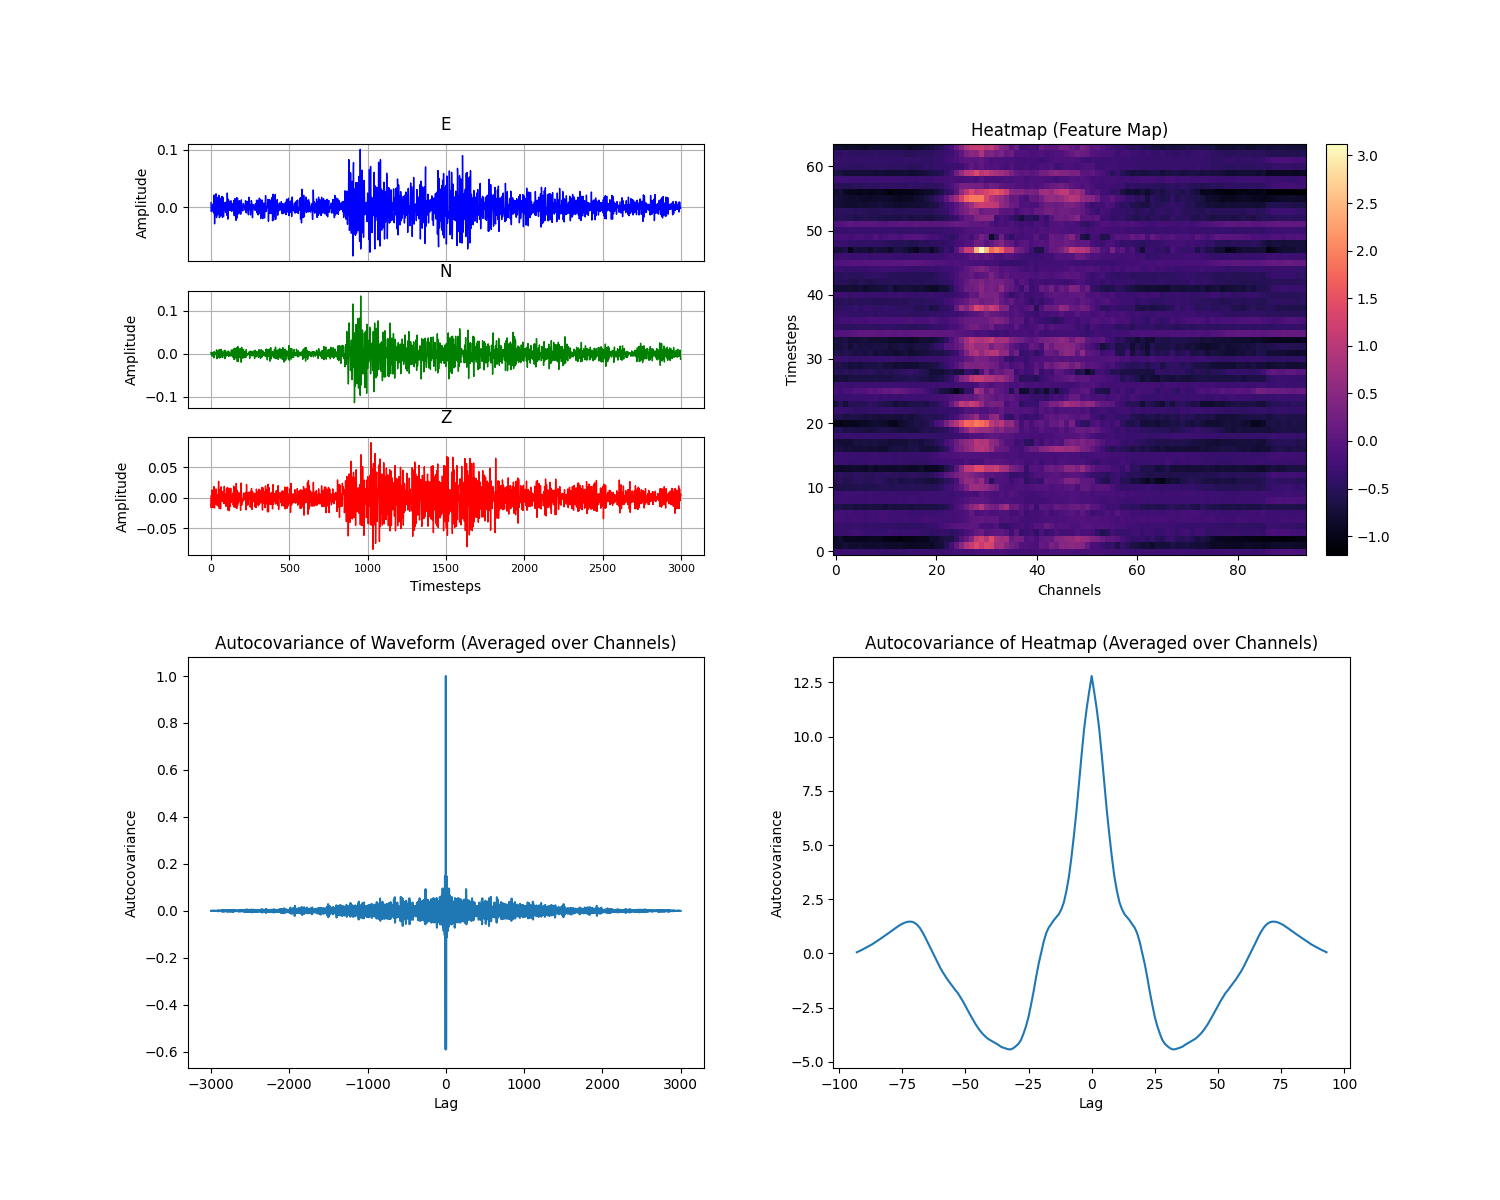 E
Amplitude
0.1
0.0
N
Amplitude
0.1
0.0
−0.1
Z
Amplitude
0.05
0.00
−0.05
0 500 1000 1500 2000 2500 3000
Timesteps
Heatmap (Feature Map)
Timesteps
60
50
40
30
20
10
0
0 20 40 60 80
Channels
3.0
2.5
2.0
1.5
1.0
0.5
0.0
−0.5
−1.0
Autocovariance of Waveform (Averaged over Channels)
Autocovariance
1.0
0.8
0.6
0.4
0.2
0.0
−0.2
−0.4
−0.6
−3000 −2000 −1000 0 1000 2000 3000
Lag
Autocovariance of Heatmap (Averaged over Channels)
Autocovariance
12.5
10.0
7.5
5.0
2.5
0.0
−2.5
−5.0
−100 −75 −50 −25 0 25 50 75 100
Lag